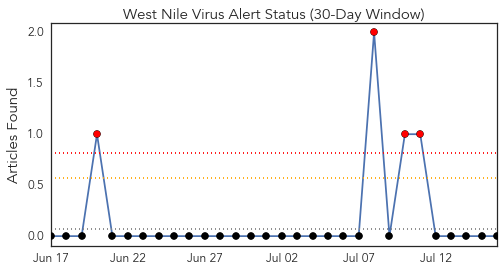 West Nile Virus Alert Status (30-Day Window)
Articles Found
2.0
1.5
1.0
0.5
0.0
Jun 17 Jun 22 Jun 27 Jul 02 Jul 07 Jul 12